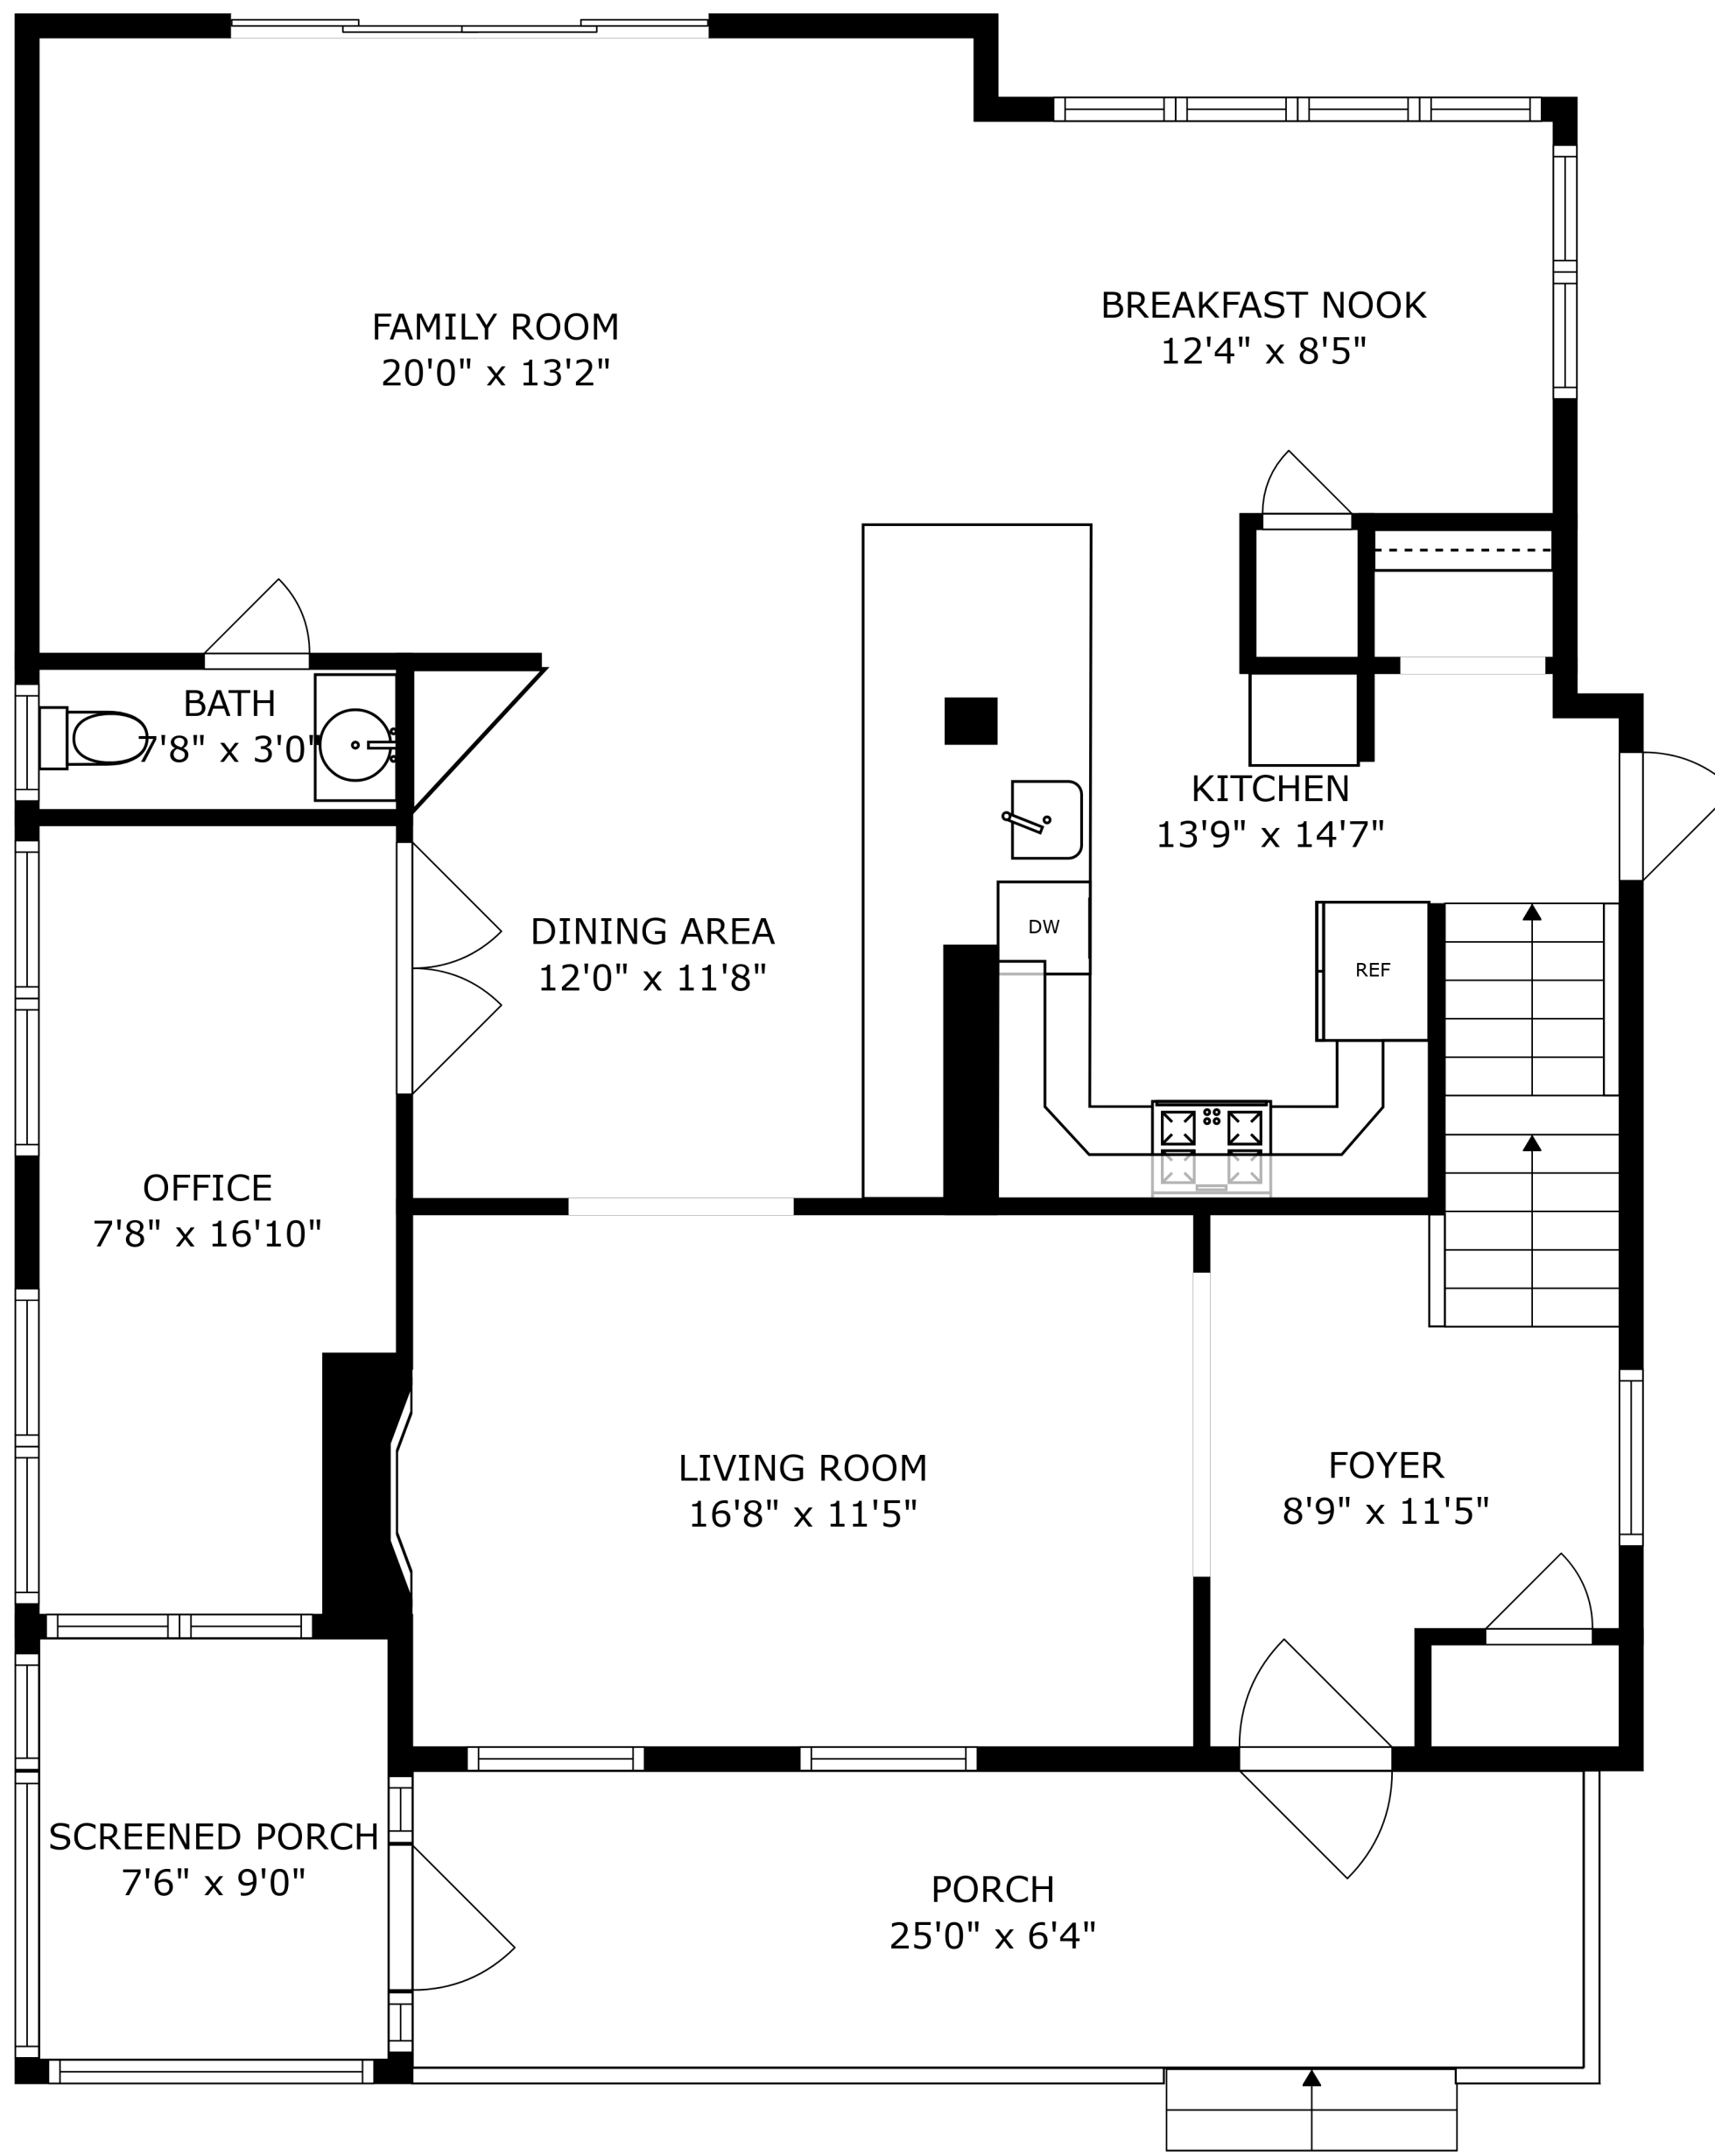 FAMILY ROOM
20'0" x 13'2"
BREAKFAST NOOK
12'4" x 8'5"
BATH
7'8" x 3'0"
KITCHEN
13'9" x 14'7"
DINING AREA
12'0" x 11'8"
DW
REF
OFFICE
7'8" x 16'10"
LIVING ROOM
16'8" x 11'5"
FOYER
8'9" x 11'5"
SCREENED PORCH
7'6" x 9'0"
PORCH
25'0" x 6'4"